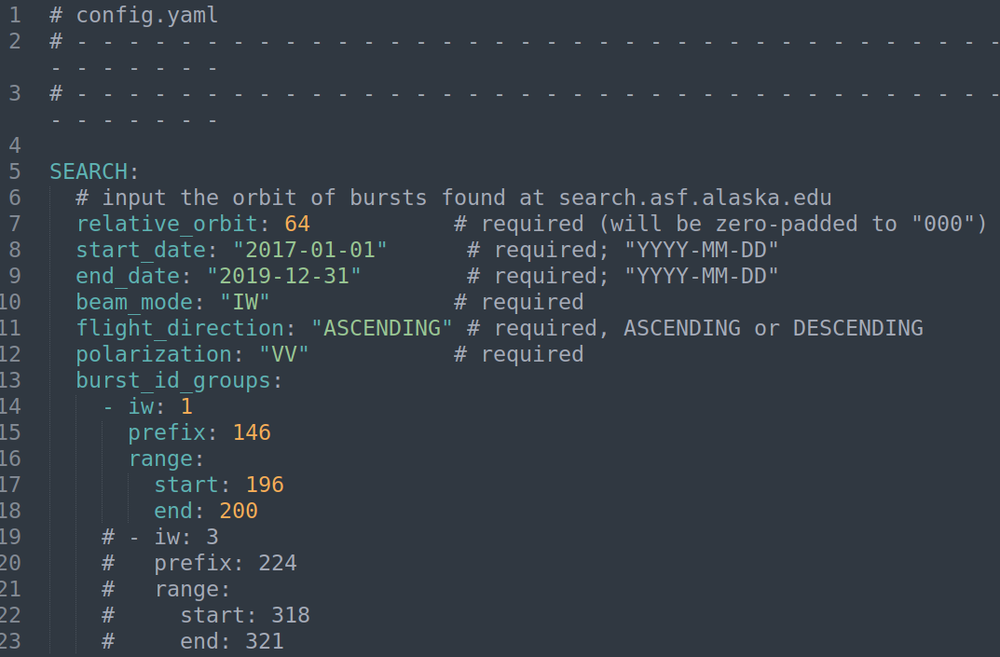 1 # config.yaml
2 # - - - - - - - - - - - - - - - - - - - - - - - - - - - - - - - - - - - -
- - - - - - -
3 # - - - - - - - - - - - - - - - - - - - - - - - - - - - - - - - - - - - -
- - - - - - -
4
5 SEARCH:
6   # input the orbit of bursts found at search.asf.alaska.edu
7   relative_orbit: 64           # required (will be zero-padded to "000")
8   start_date: "2017-01-01"      # required; "YYYY-MM-DD"
9   end_date: "2019-12-31"        # required; "YYYY-MM-DD"
10   beam_mode: "IW"              # required
11   flight_direction: "ASCENDING" # required, ASCENDING or DESCENDING
12   polarization: "VV"           # required
13   burst_id_groups:
14     - iw: 1
15       prefix: 146
16       range:
17         start: 196
18         end: 200
19     # - iw: 3
20     #   prefix: 224
21     #   range:
22     #     start: 318
23     #     end: 321